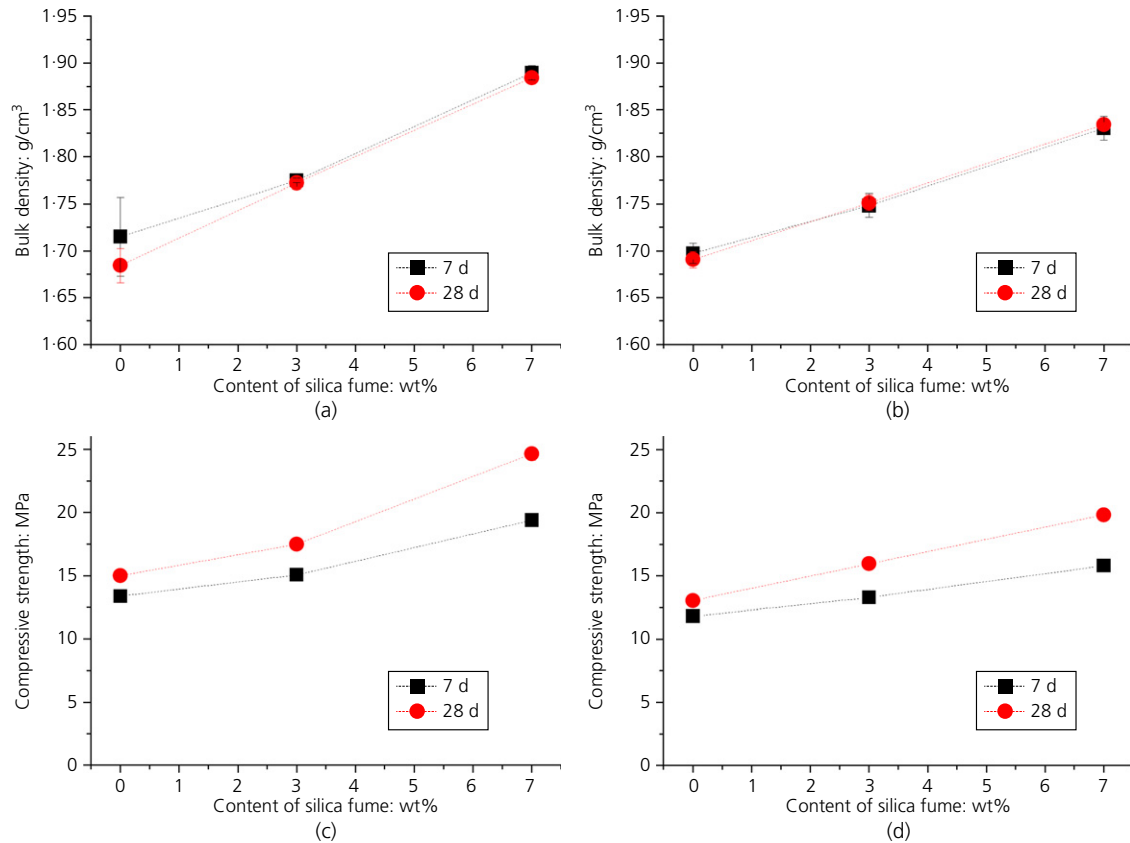 1·95
1·90
1·85
1·80
1·75
1·70
1·65
1·60
Bulk density: g/cm³
7 d
28 d
0 1 2 3 4 5 6 7
Content of silica fume: wt%
(a)
1·95
1·90
1·85
1·80
1·75
1·70
1·65
1·60
Bulk density: g/cm³
7 d
28 d
0 1 2 3 4 5 6 7
Content of silica fume: wt%
(b)
25
20
15
10
5
0
Compressive strength: MPa
7 d
28 d
0 1 2 3 4 5 6 7
Content of silica fume: wt%
(c)
25
20
15
10
5
0
Compressive strength: MPa
7 d
28 d
0 1 2 3 4 5 6 7
Content of silica fume: wt%
(d)